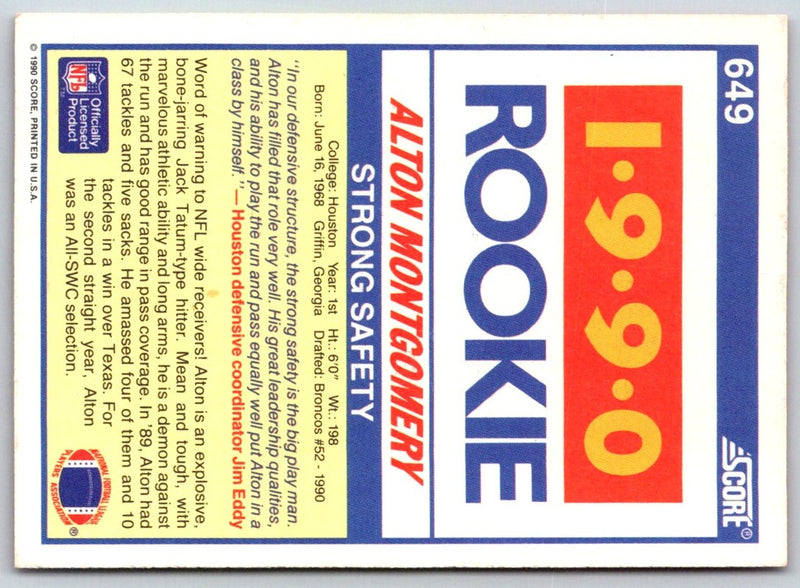 649
SCORE®
1·9·9·0
ROOKIE
ALTON MONTGOMERY
STRONG SAFETY
College: Houston Year: 1st Ht.: 6'0" Wt.: 198
Born: June 16, 1968 Griffin, Georgia Drafted: Broncos #52 - 1990
"In our defensive structure, the strong safety is the big play man.
Alton has filled that role very well. His great leadership qualities,
and his ability to play the run and pass equally well put Alton in a
class by himself." — Houston defensive coordinator Jim Eddy
Word of warning to NFL wide receivers! Alton is an explosive,
bone-jarring Jack Tatum-type hitter. Mean and tough, with
marvelous athletic ability and long arms, he is a demon against
the run and has good range in pass coverage. In '89, Alton had
67 tackles and five sacks. He amassed four of them and 10
tackles in a win over Texas. For
the second straight year, Alton
was an All-SWC selection.
NFL
Officially
Licensed
Product
NATIONAL FOOTBALL LEAGUE
PLAYERS ASSOCIATION®
© 1990 SCORE, PRINTED IN U.S.A.